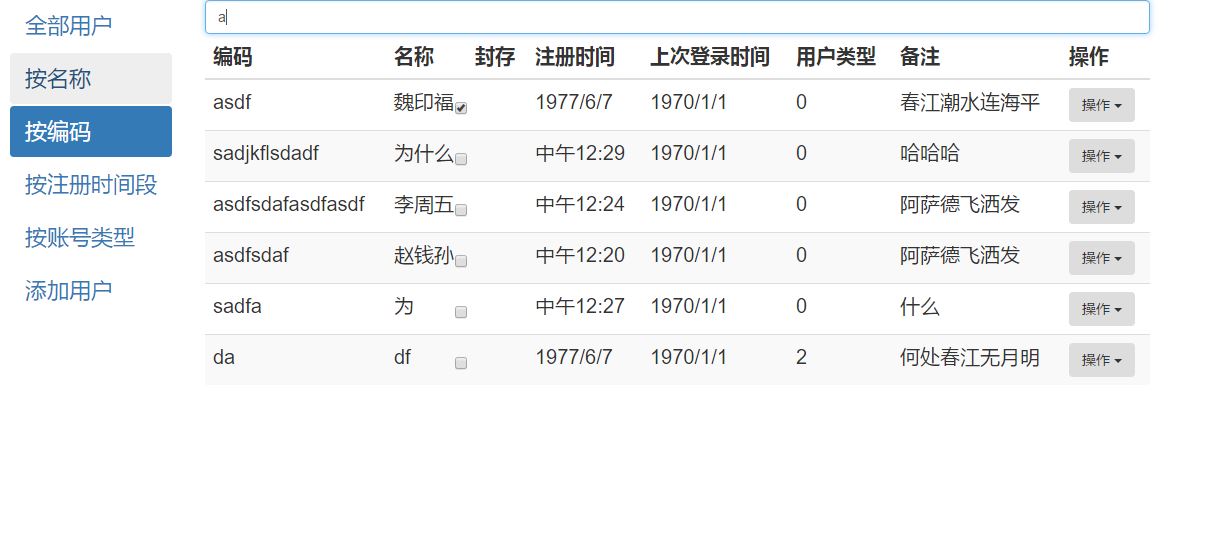 全部用户
按名称
按编码
按注册时间段
按账号类型
添加用户
a
编码 名称 封存 注册时间 上次登录时间 用户类型 备注 操作
asdf 魏印福 1977/6/7 1970/1/1 0 春江潮水连海平 操作
sadjkflsdadf 为什么 中午12:29 1970/1/1 0 哈哈哈 操作
asdfsdafasdfasdf 李周五 中午12:24 1970/1/1 0 阿萨德飞洒发 操作
asdfsdaf 赵钱孙 中午12:20 1970/1/1 0 阿萨德飞洒发 操作
sadfa 为 中午12:27 1970/1/1 0 什么 操作
da df 1977/6/7 1970/1/1 2 何处春江无月明 操作